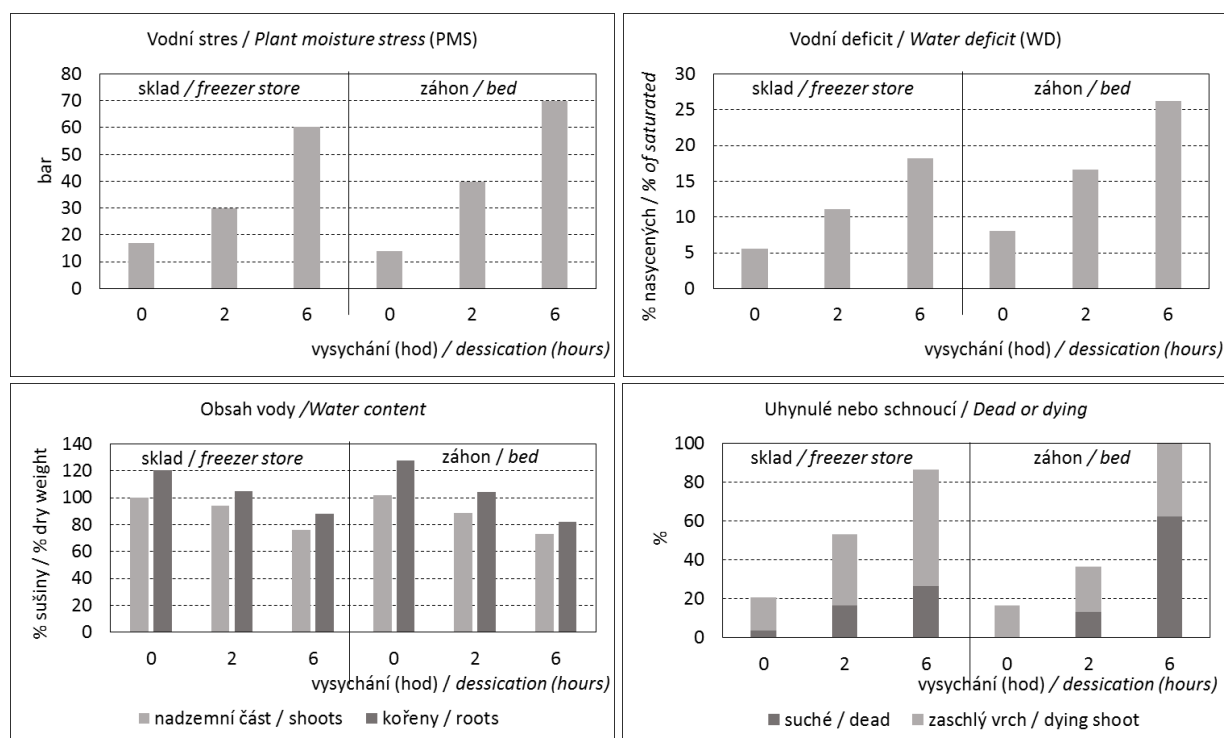 Vodní stres / Plant moisture stress (PMS)
80
70
60
50
40
30
20
10
0
bar
sklad / freezer store
záhon / bed
0 2 6 0 2 6
vysychání (hod) / dessication (hours)
Vodní deficit / Water deficit (WD)
30
25
20
15
10
5
0
% nasycených / % of saturated
sklad / freezer store
záhon / bed
0 2 6 0 2 6
vysychání (hod) / dessication (hours)
Obsah vody /Water content
140
120
100
80
60
40
20
0
% sušiny / % dry weight
sklad / freezer store
záhon / bed
0 2 6 0 2 6
vysychání (hod) / dessication (hours)
nadzemní část / shoots
kořeny / roots
Uhynulé nebo schnoucí / Dead or dying
100
80
60
40
20
0
%
sklad / freezer store
záhon / bed
0 2 6 0 2 6
vysychání (hod) / dessication (hours)
suché / dead
zaschlý vrch / dying shoot